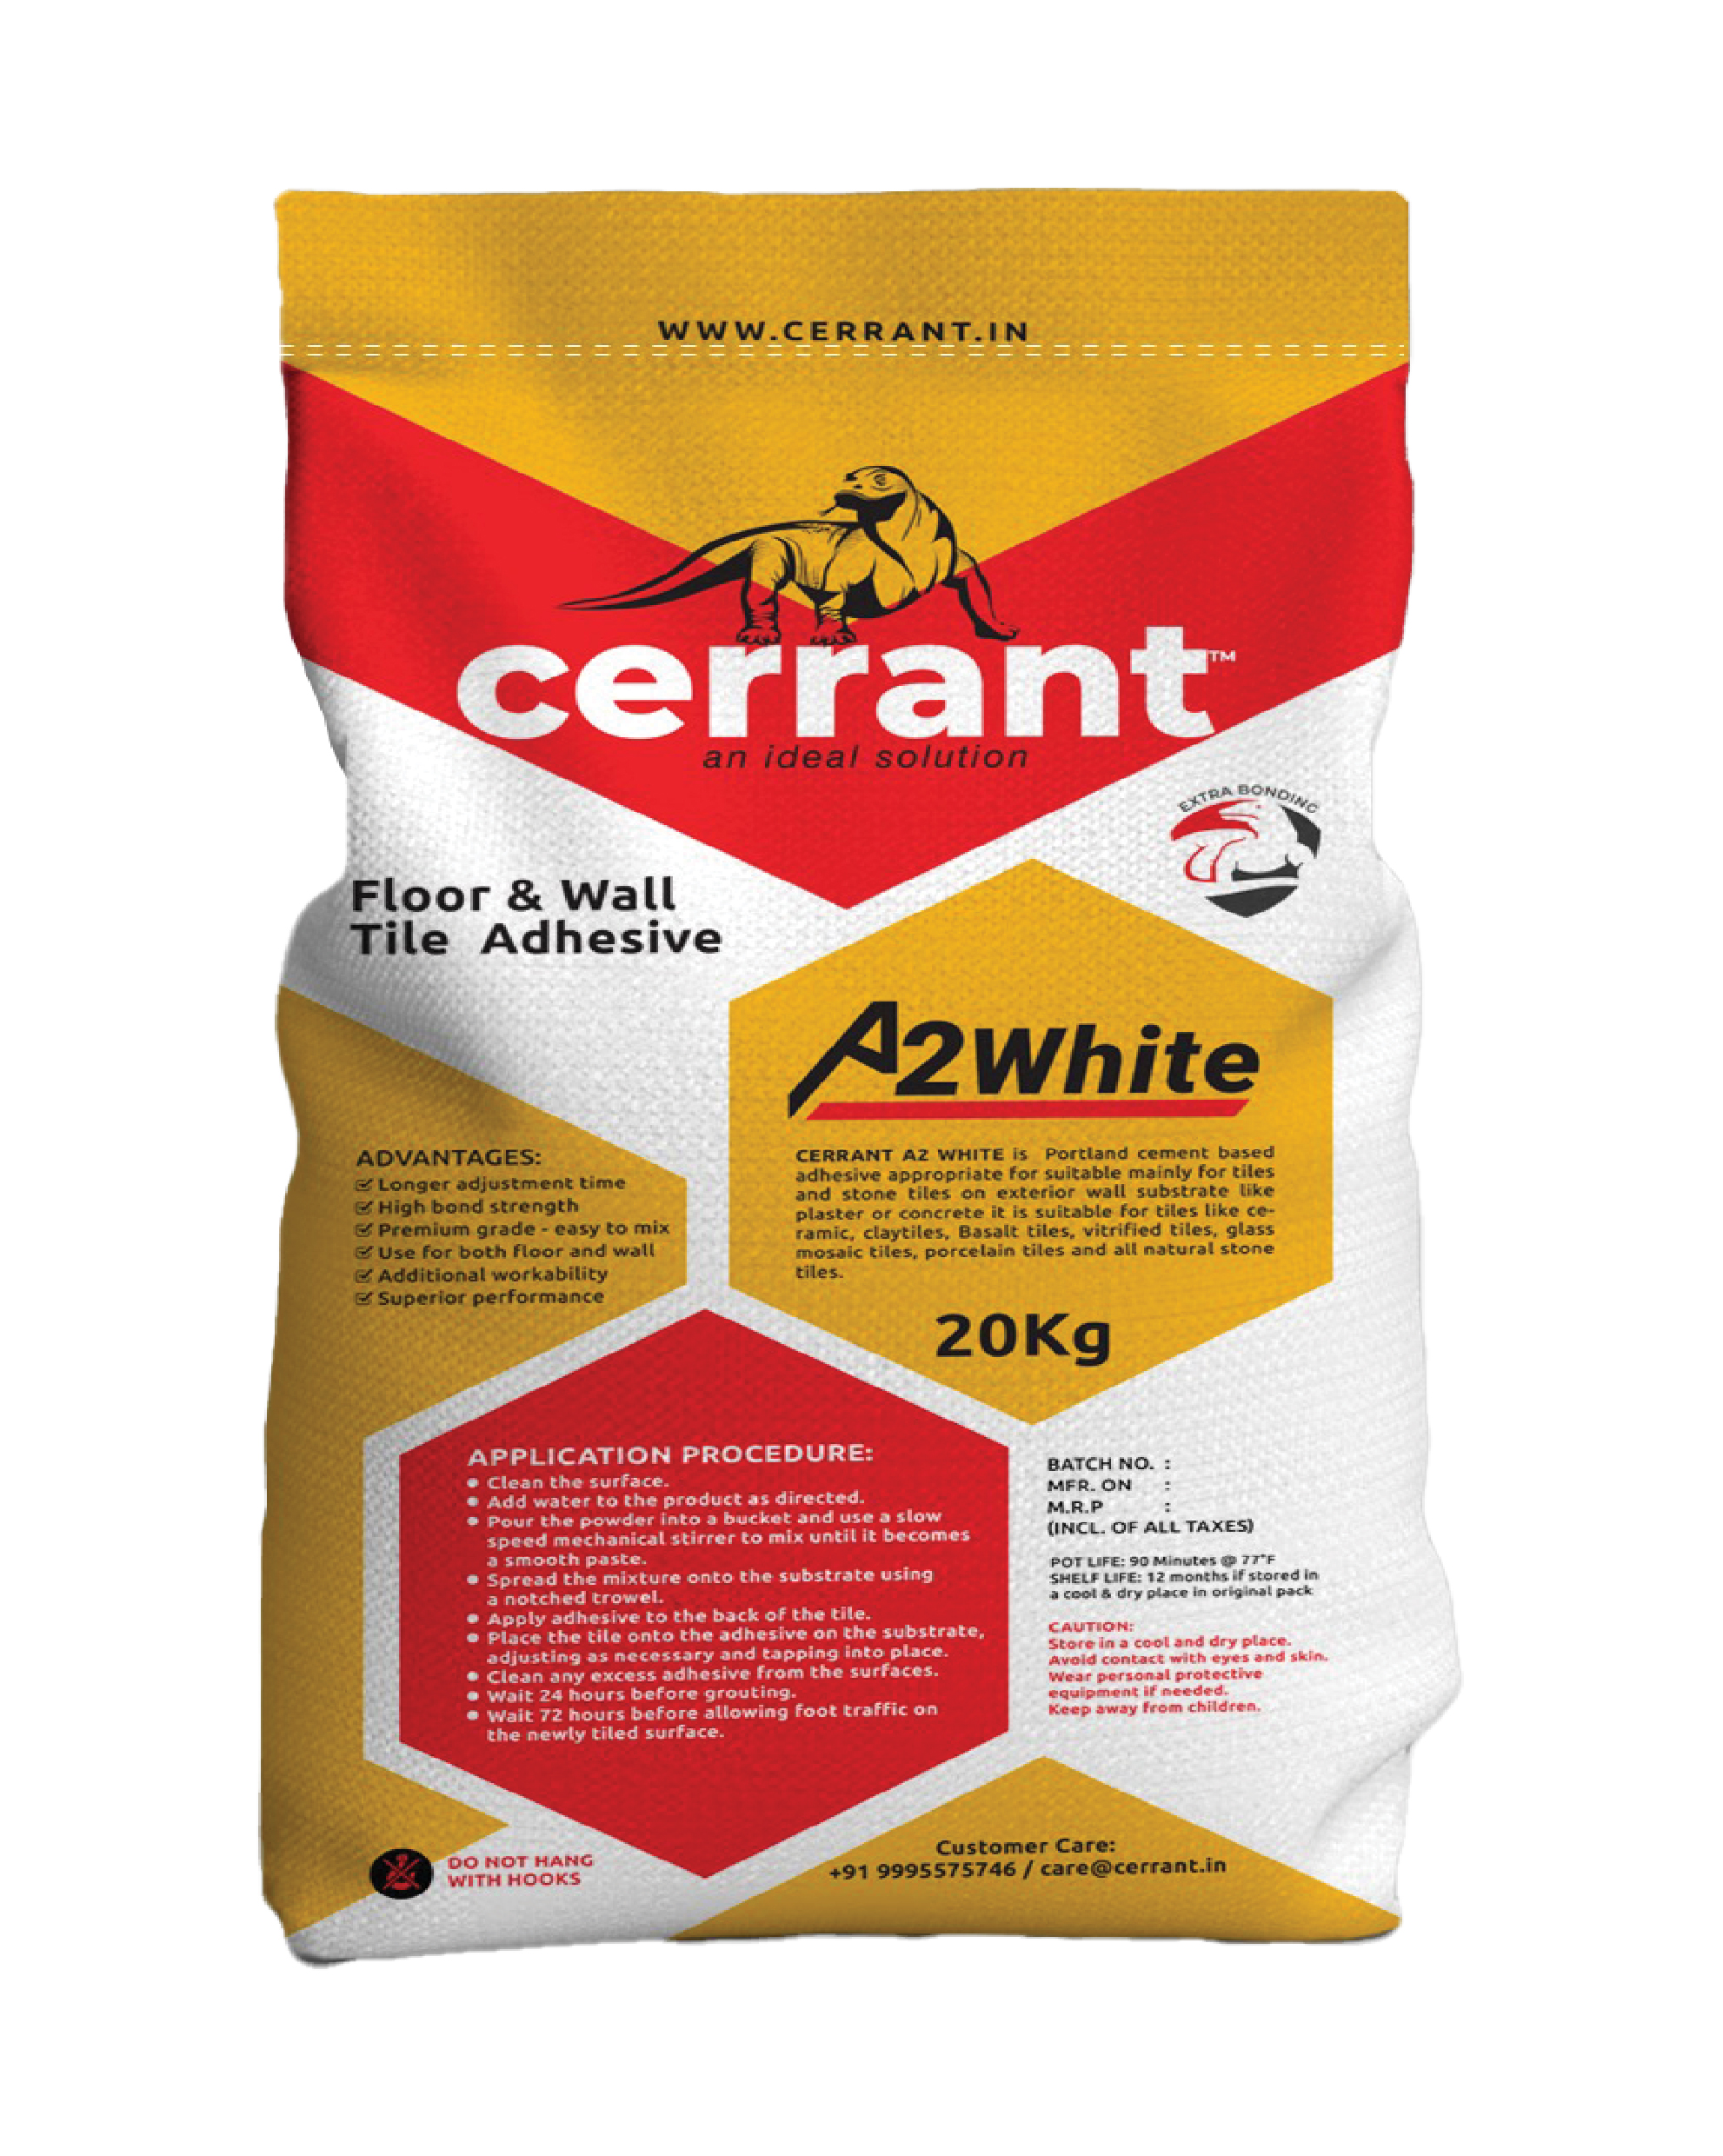 WWW.CERRANT.IN
cerrant™
an ideal solution
EXTRA BONDING
Floor & Wall
Tile Adhesive
A2White
CERRANT A2 WHITE is Portland cement based
adhesive appropriate for suitable mainly for tiles
and stone tiles on exterior wall substrate like
plaster or concrete it is suitable for tiles like ce-
ramic, claytiles, Basalt tiles, vitrified tiles, glass
mosaic tiles, porcelain tiles and all natural stone
tiles.
20Kg
ADVANTAGES:
Longer adjustment time
High bond strength
Premium grade - easy to mix
Use for both floor and wall
Additional workability
Superior performance
APPLICATION PROCEDURE:
• Clean the surface.
• Add water to the product as directed.
• Pour the powder into a bucket and use a slow
speed mechanical stirrer to mix until it becomes
a smooth paste.
• Spread the mixture onto the substrate using
a notched trowel.
• Apply adhesive to the back of the tile.
• Place the tile onto the adhesive on the substrate,
adjusting as necessary and tapping into place.
• Clean any excess adhesive from the surfaces.
• Wait 24 hours before grouting.
• Wait 72 hours before allowing foot traffic on
the newly tiled surface.
BATCH NO. :
MFR. ON :
M.R.P :
(INCL. OF ALL TAXES)
POT LIFE: 90 Minutes @ 77°F
SHELF LIFE: 12 months if stored in
a cool & dry place in original pack
CAUTION:
Store in a cool and dry place.
Avoid contact with eyes and skin.
Wear personal protective
equipment if needed.
Keep away from children.
DO NOT HANG
WITH HOOKS
Customer Care:
+91 9995575746 / care@cerrant.in